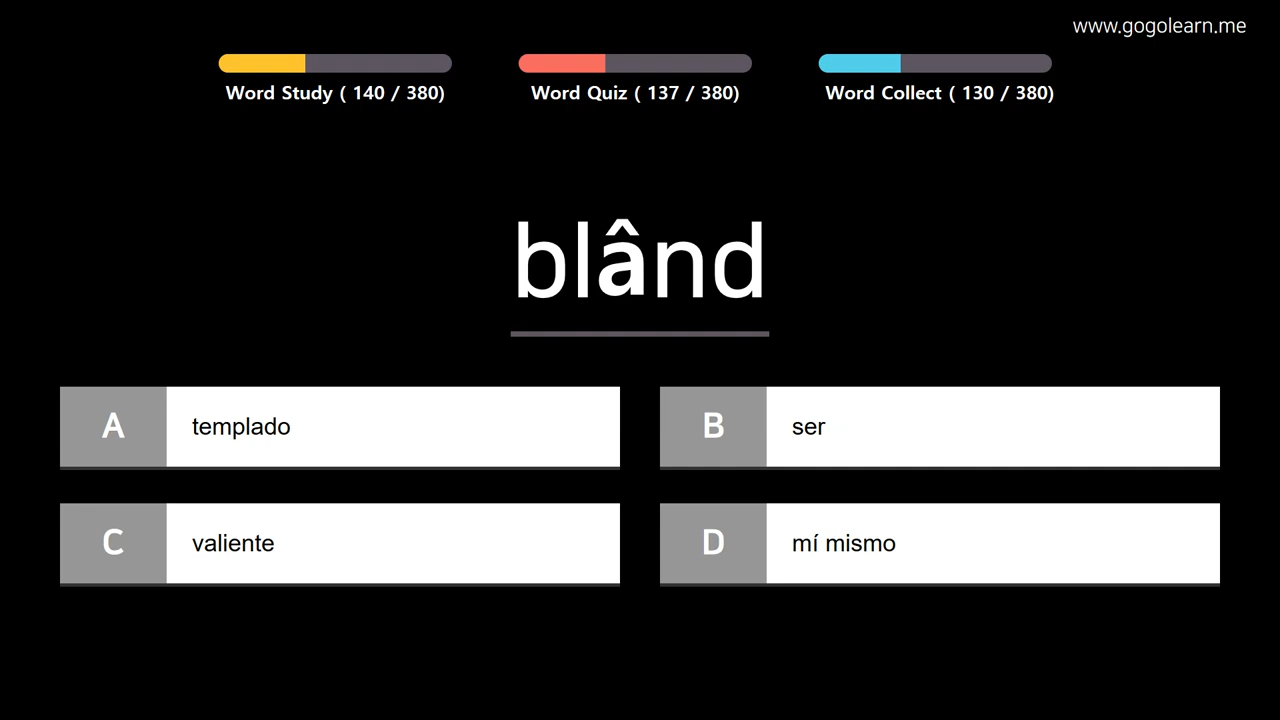 www.gogolearn.me
Word Study ( 140 / 380)
Word Quiz ( 137 / 380)
Word Collect ( 130 / 380)
blând
A templado
B ser
C valiente
D mí mismo